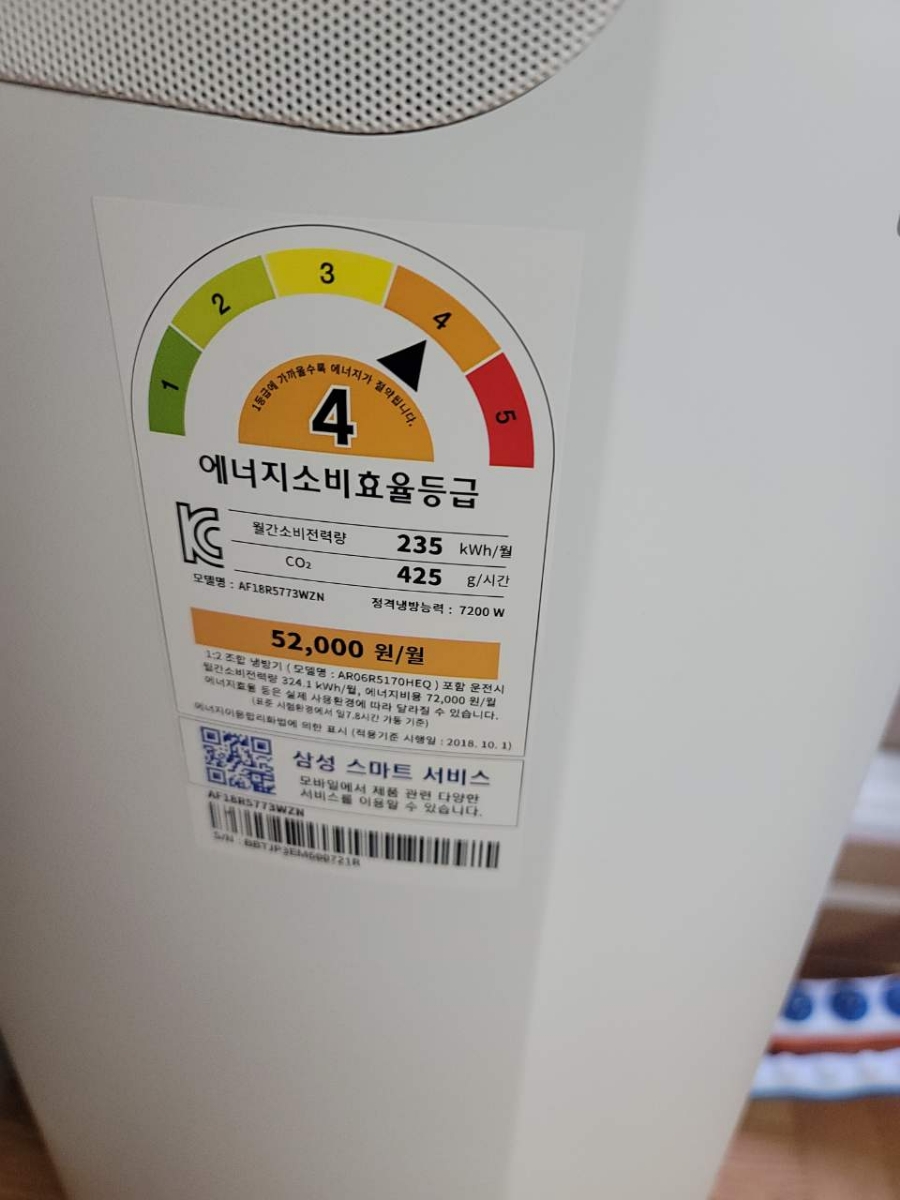 1
2
3
4
5
1등급에 가까울수록 에너지가 절약됩니다.
4
에너지소비효율등급
월간소비전력량 235 kWh/월
CO₂ 425 g/시간
모델명 : AF18R5773WZN 정격냉방능력 : 7200 W
52,000 원/월
1:2 조합 냉방기 ( 모델명 : AR06R5170HEQ ) 포함 운전시
월간소비전력량 324.1 kWh/월, 에너지비용 72,000 원/월
에너지효율 등은 실제 사용환경에 따라 달라질 수 있습니다.
(표준 시험환경에서 일7.8시간 가동 기준)
에너지이용합리화법에 의한 표시 (적용기준 시행일 : 2018. 10. 1)
삼성 스마트 서비스
모바일에서 제품 관련 다양한
서비스를 이용할 수 있습니다.
AF18R5773WZN
S/N :